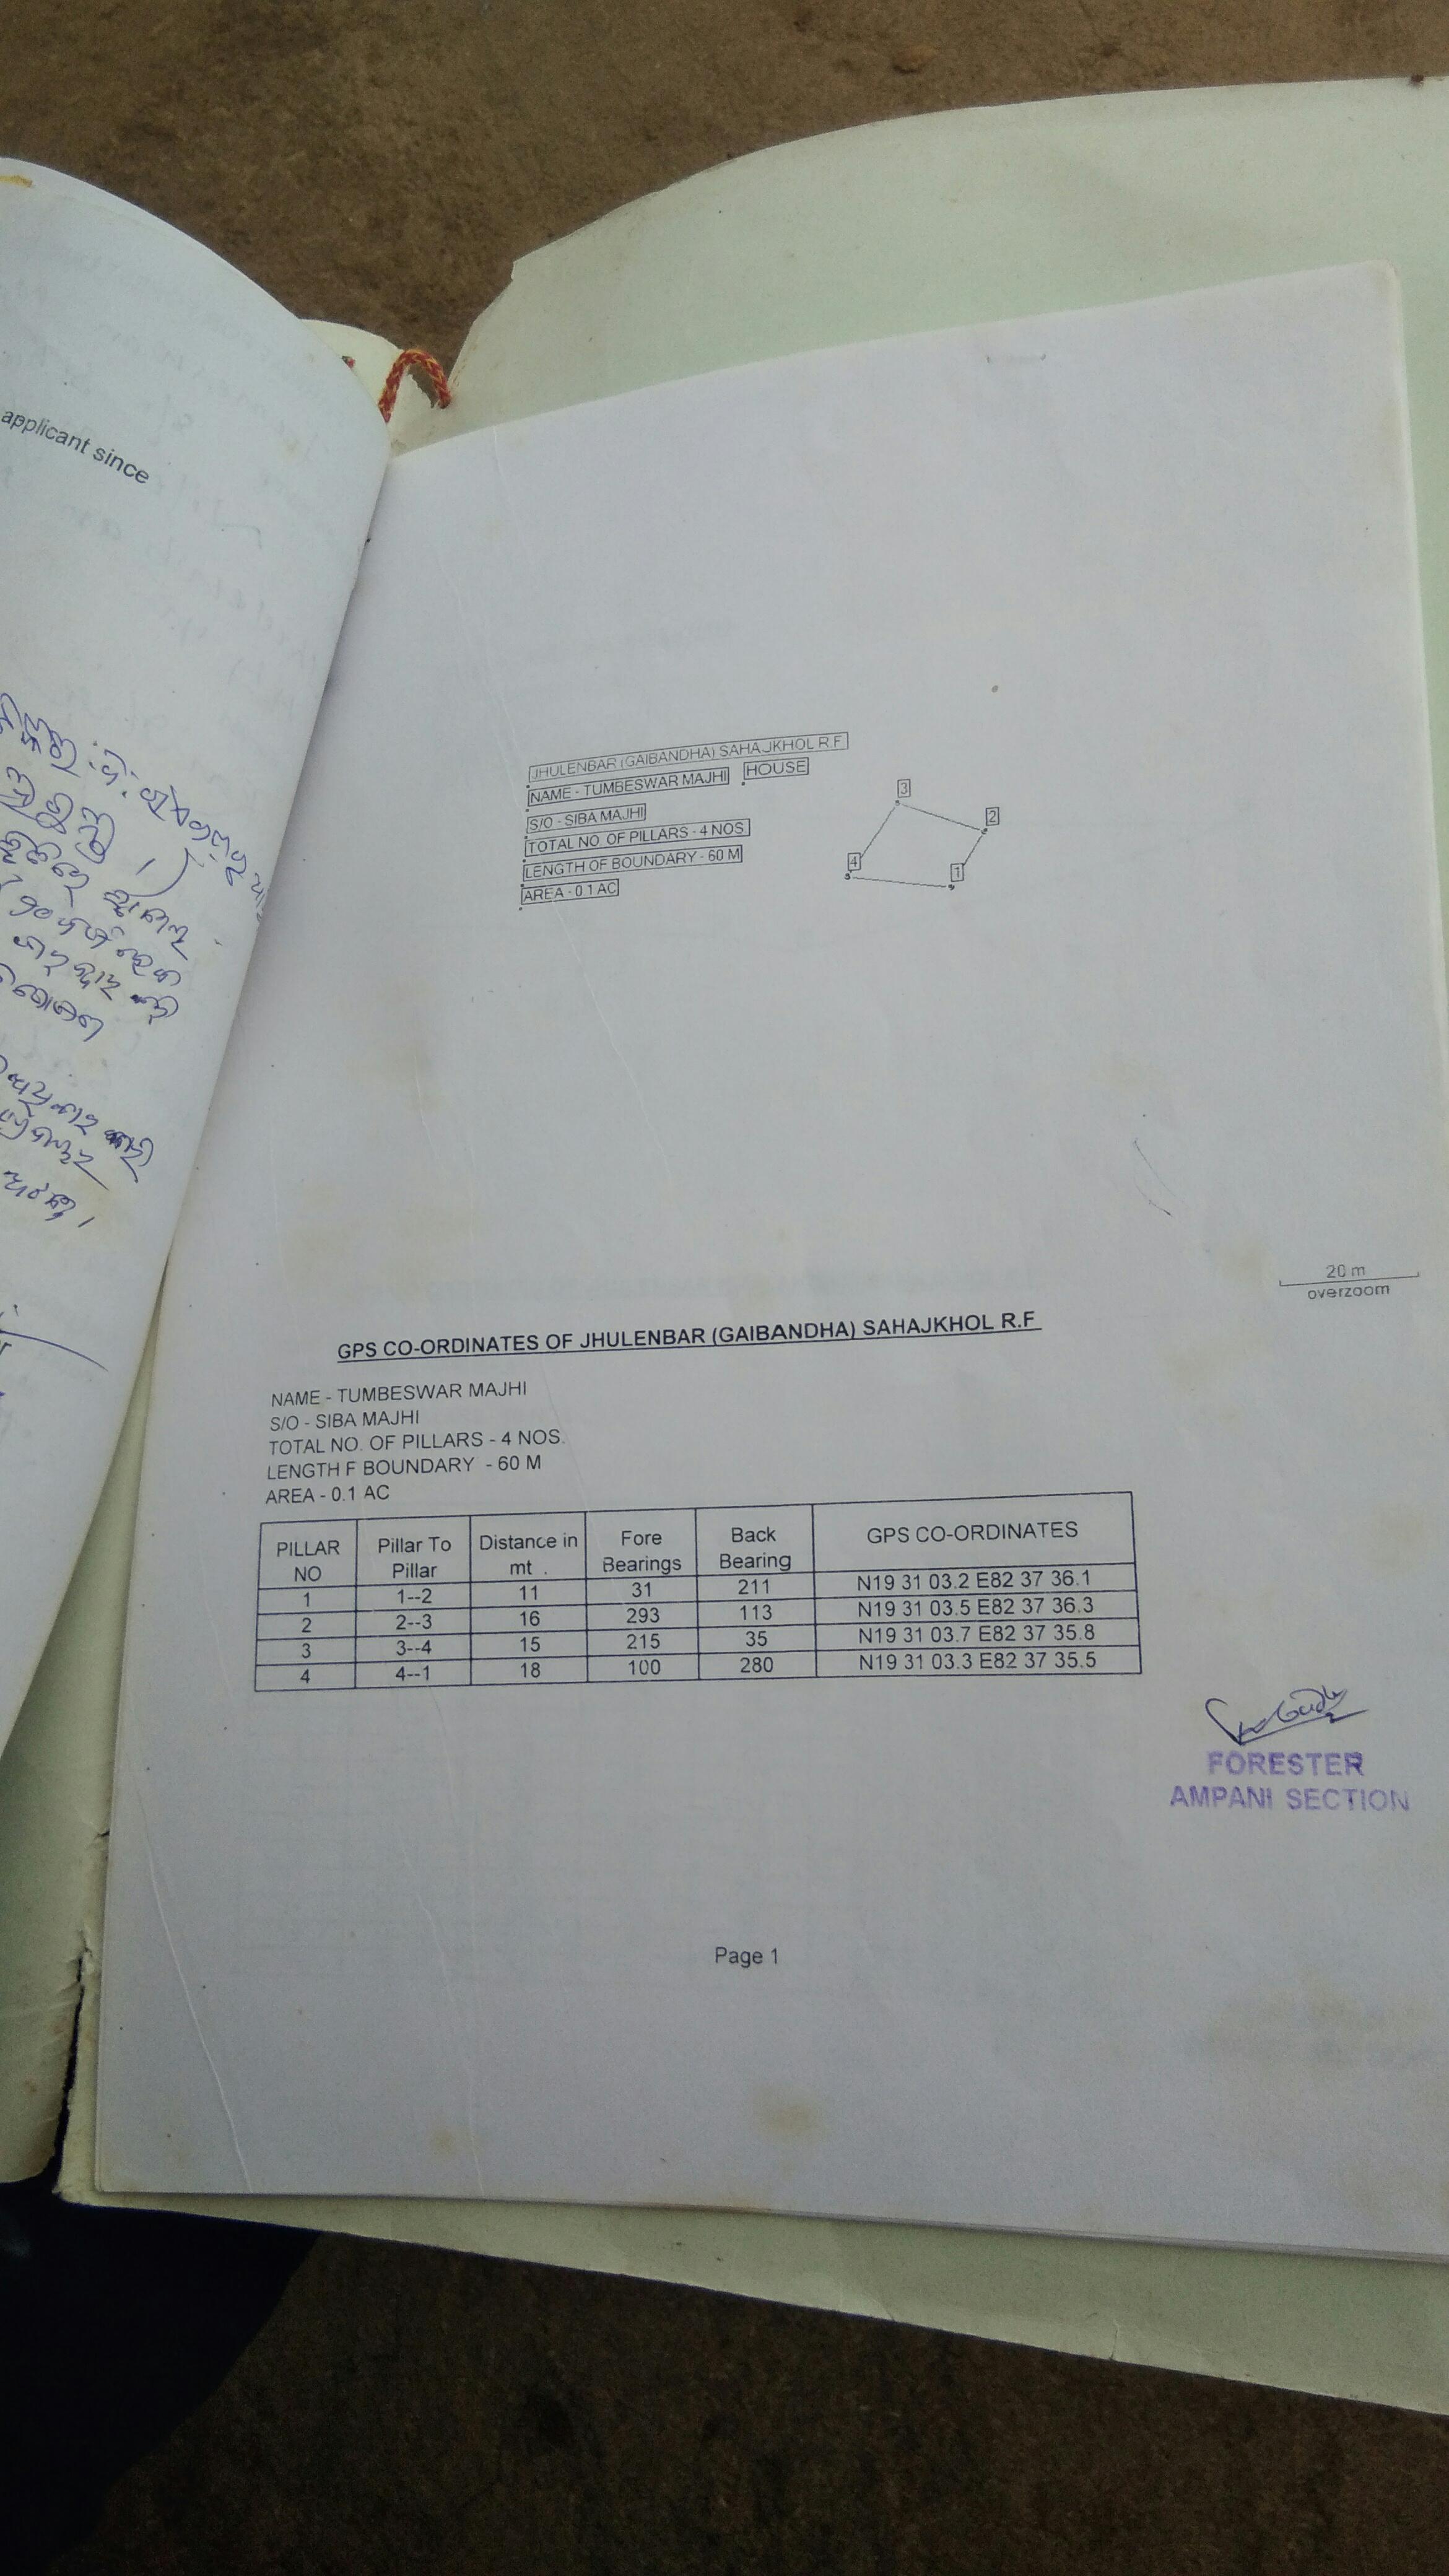 applicant since
JHULENBAR (GAIBANDHA) SAHAJKHOL R.F
NAME - TUMBESWAR MAJHI HOUSE
S/O - SIBA MAJHI
TOTAL NO. OF PILLARS - 4 NOS.
LENGTH OF BOUNDARY - 60 M
AREA - 0.1 AC
3
2
4
1
20 m
overzoom
GPS CO-ORDINATES OF JHULENBAR (GAIBANDHA) SAHAJKHOL R.F
NAME - TUMBESWAR MAJHI
S/O - SIBA MAJHI
TOTAL NO. OF PILLARS - 4 NOS.
LENGTH F BOUNDARY - 60 M
AREA - 0.1 AC
PILLAR NO Pillar To Pillar Distance in mt . Fore Bearings Back Bearing GPS CO-ORDINATES
1 1--2 11 31 211 N19 31 03.2 E82 37 36.1
2 2--3 16 293 113 N19 31 03.5 E82 37 36.3
3 3--4 15 215 35 N19 31 03.7 E82 37 35.8
4 4--1 18 100 280 N19 31 03.3 E82 37 35.5
FORESTER
AMPANI SECTION
Page 1